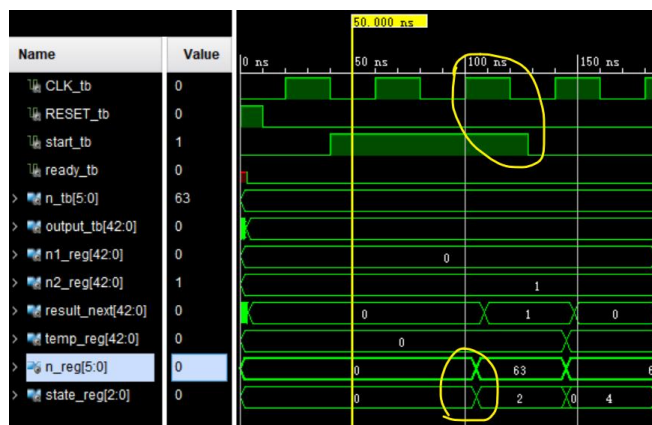 50.000 ns
Name Value
0 ns 50 ns 100 ns 150 ns
CLK_tb 0
RESET_tb 0
start_tb 1
ready_tb 0
n_tb[5:0] 63
output_tb[42:0] 0
n1_reg[42:0] 0 0
n2_reg[42:0] 1 1
result_next[42:0] 0 0 1 0
temp_reg[42:0] 0 0
n_reg[5:0] 0 0 63 6
state_reg[2:0] 0 0 2 0 4